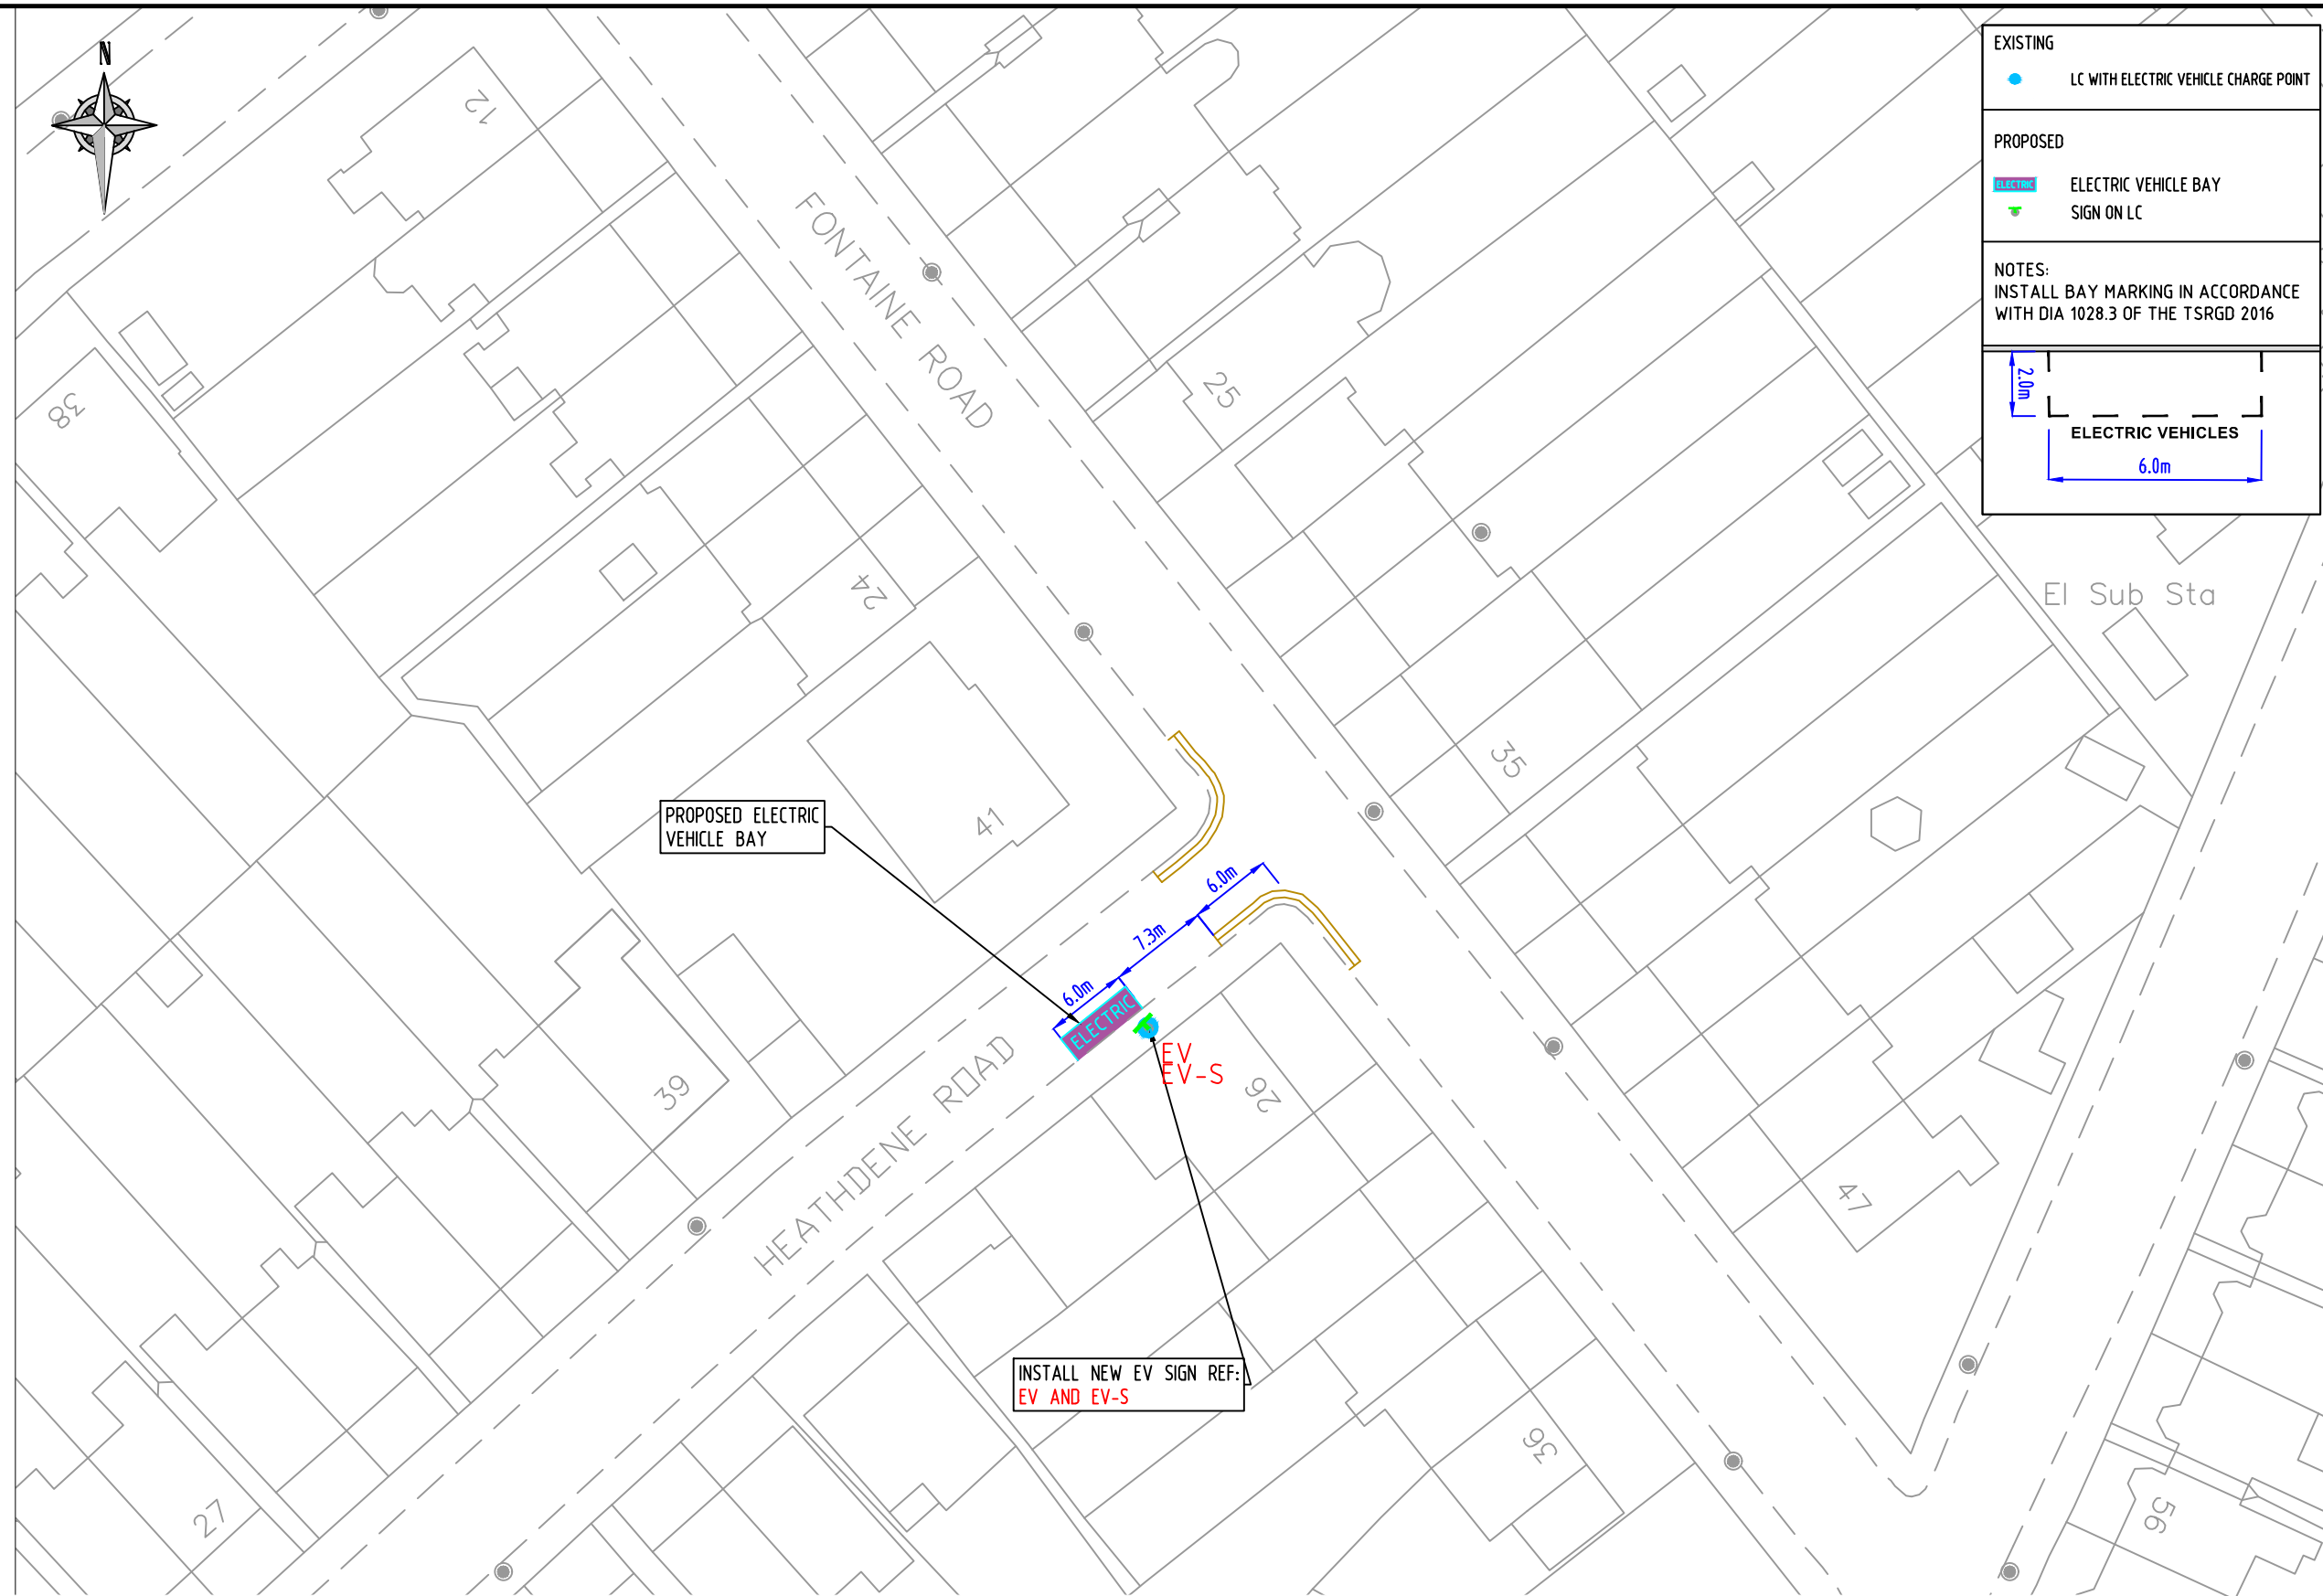 N
EXISTING
LC WITH ELECTRIC VEHICLE CHARGE POINT
PROPOSED
ELECTRIC
ELECTRIC VEHICLE BAY
SIGN ON LC
NOTES:
INSTALL BAY MARKING IN ACCORDANCE
WITH DIA 1028.3 OF THE TSRGD 2016
2.0m
ELECTRIC VEHICLES
6.0m
12
FONTAINE ROAD
38
25
24
El Sub Sta
35
41
PROPOSED ELECTRIC
VEHICLE BAY
6.0m
7.3m
6.0m
ELECTRIC
EV
EV-S
26
39
HEATHDENE ROAD
47
INSTALL NEW EV SIGN REF:
EV AND EV-S
36
27
56